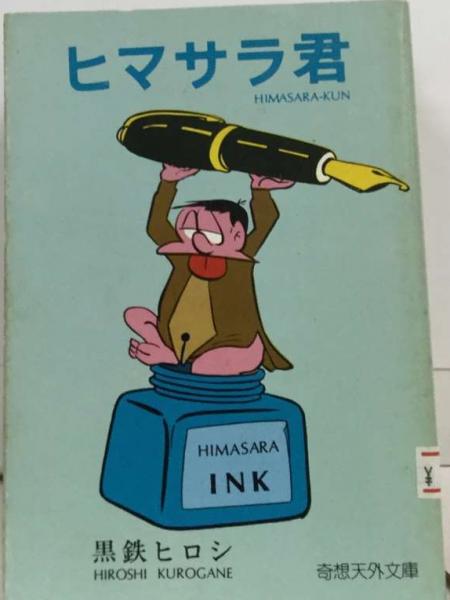 ヒマサラ君
HIMASARA-KUN
HIMASARA
INK
黒鉄ヒロシ
HIROSHI KUROGANE
奇想天外文庫
¥